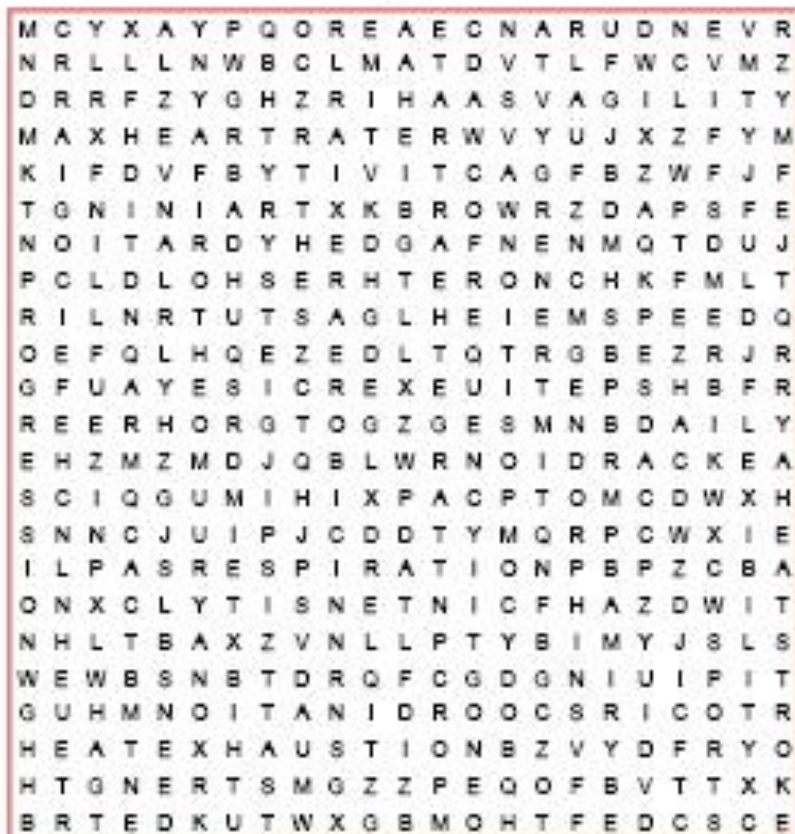 M C Y X A Y P Q O R E A E C N A R U D N E V R
N R L L L N W B C L M A T D V T L F W C V M Z
D R R F Z Y G H Z R I H A A S V A G I L I T Y
M A X H E A R T R A T E R W V Y U J X Z F Y M
K I F D V F B Y T I V I T C A G F B Z W F J F
T G N I N I A R T X K B R O W R Z D A P S F E
N O I T A R D Y H E D G A F N E N M Q T D U J
P C L D L O H S E R H T E R O N C H K F M L T
R I L N R T U T S A G L H E I E M S P E E D Q
O E F Q L H Q E Z E D L T Q T R G B E Z R J R
G F U A Y E S I C R E X E U I T E P S H B F R
R E E R H O R G T O G Z G E S M N B D A I L Y
E H Z M Z M D J Q B L W R N O I D R A C K E A
S C I Q G U M I H I X P A C P T O M C D W X H
S N N C J U I P J C D D T Y M Q R P C W X I E
I L P A S R E S P I R A T I O N P B P Z C B A
O N X C L Y T I S N E T N I C F H A Z D W I T
N H L T B A X Z V N L L P T Y B I M Y J S L S
W E W B S N B T D R Q F C G D G N I U I P I T
G U H M N O I T A N I D R O O C S R I C O T R
H E A T E X H A U S T I O N B Z V Y D F R Y O
H T G N E R T S M G Z Z P E Q O F B V T T X K
B R T E D K U T W X G B M O H T F E D C S C E